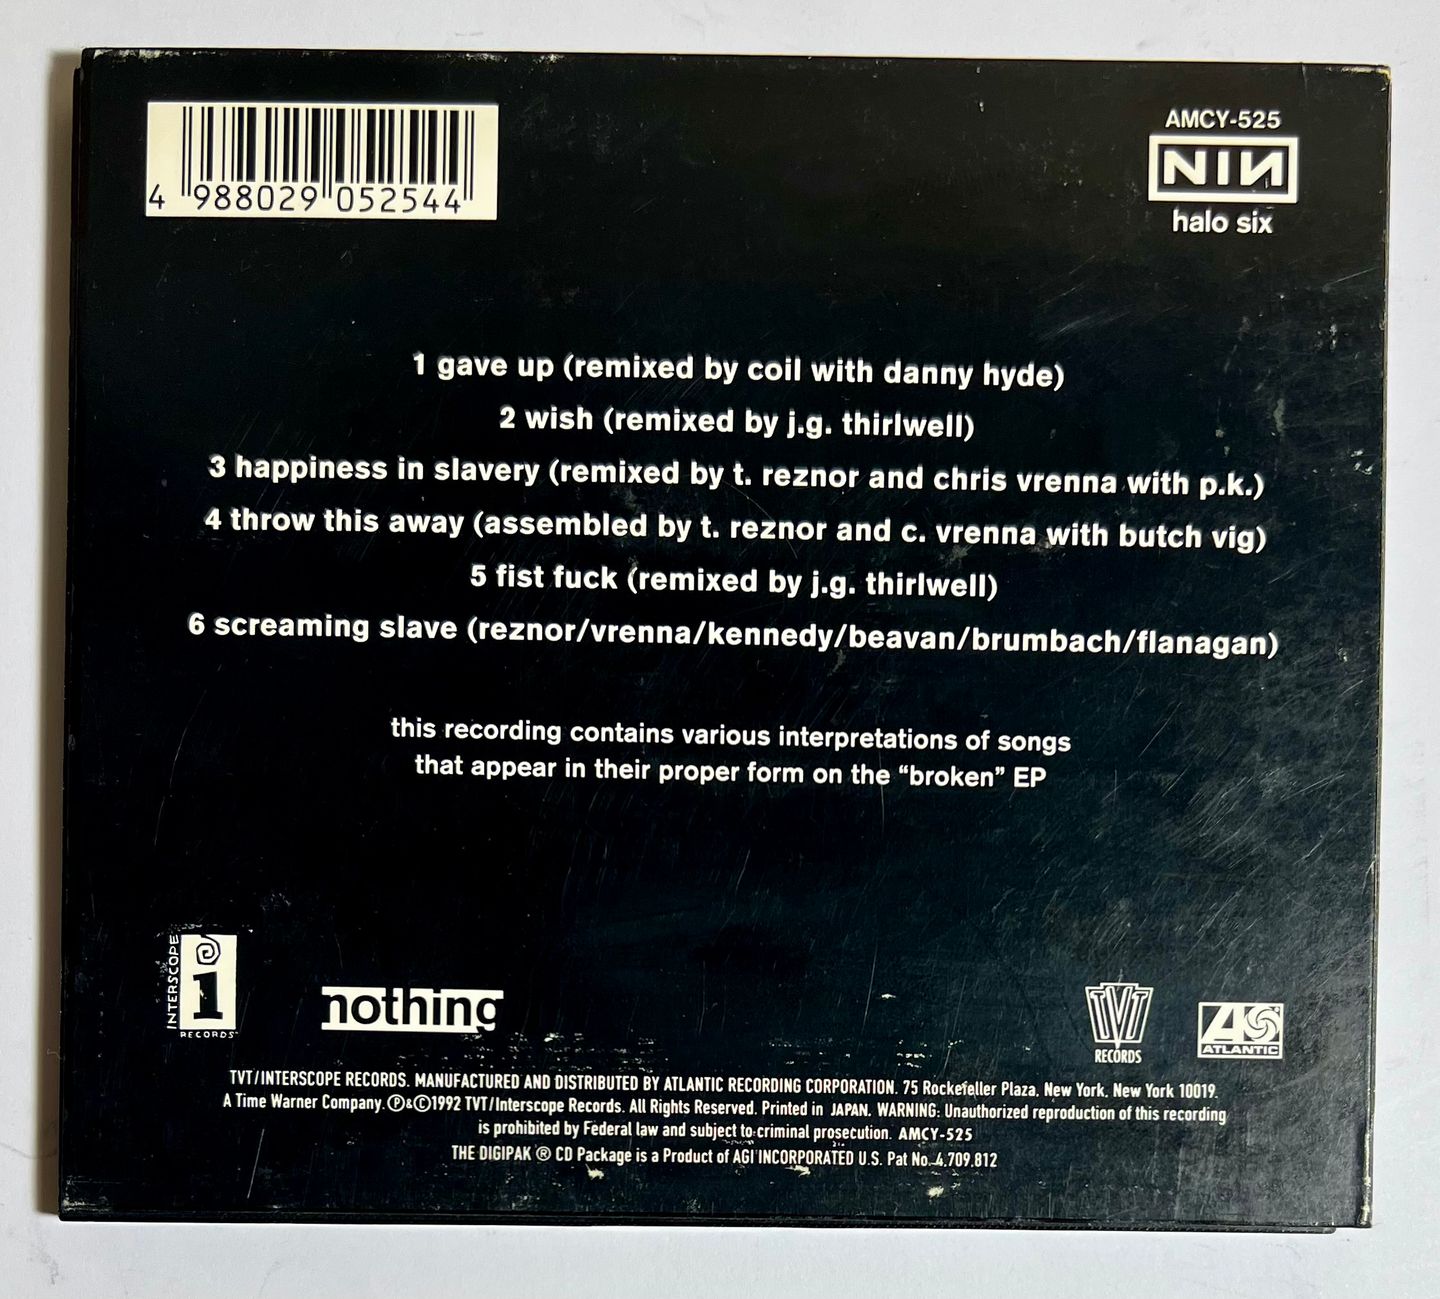 4 988029 052544
AMCY-525
NIN
halo six
1 gave up (remixed by coil with danny hyde)
2 wish (remixed by j.g. thirlwell)
3 happiness in slavery (remixed by t. reznor and chris vrenna with p.k.)
4 throw this away (assembled by t. reznor and c. vrenna with butch vig)
5 fist fuck (remixed by j.g. thirlwell)
6 screaming slave (reznor/vrenna/kennedy/beavan/brumbach/flanagan)
this recording contains various interpretations of songs
that appear in their proper form on the “broken” EP
INTERSCOPE
i
RECORDS™
nothing
TVT
RECORDS
A
ATLANTIC
TVT/INTERSCOPE RECORDS. MANUFACTURED AND DISTRIBUTED BY ATLANTIC RECORDING CORPORATION. 75 Rockefeller Plaza, New York, New York 10019.
A Time Warner Company. Ⓟ&©1992 TVT/Interscope Records. All Rights Reserved. Printed in JAPAN. WARNING: Unauthorized reproduction of this recording
is prohibited by Federal law and subject to criminal prosecution. AMCY-525
THE DIGIPAK ® CD Package is a Product of AGI INCORPORATED U.S. Pat No. 4.709.812